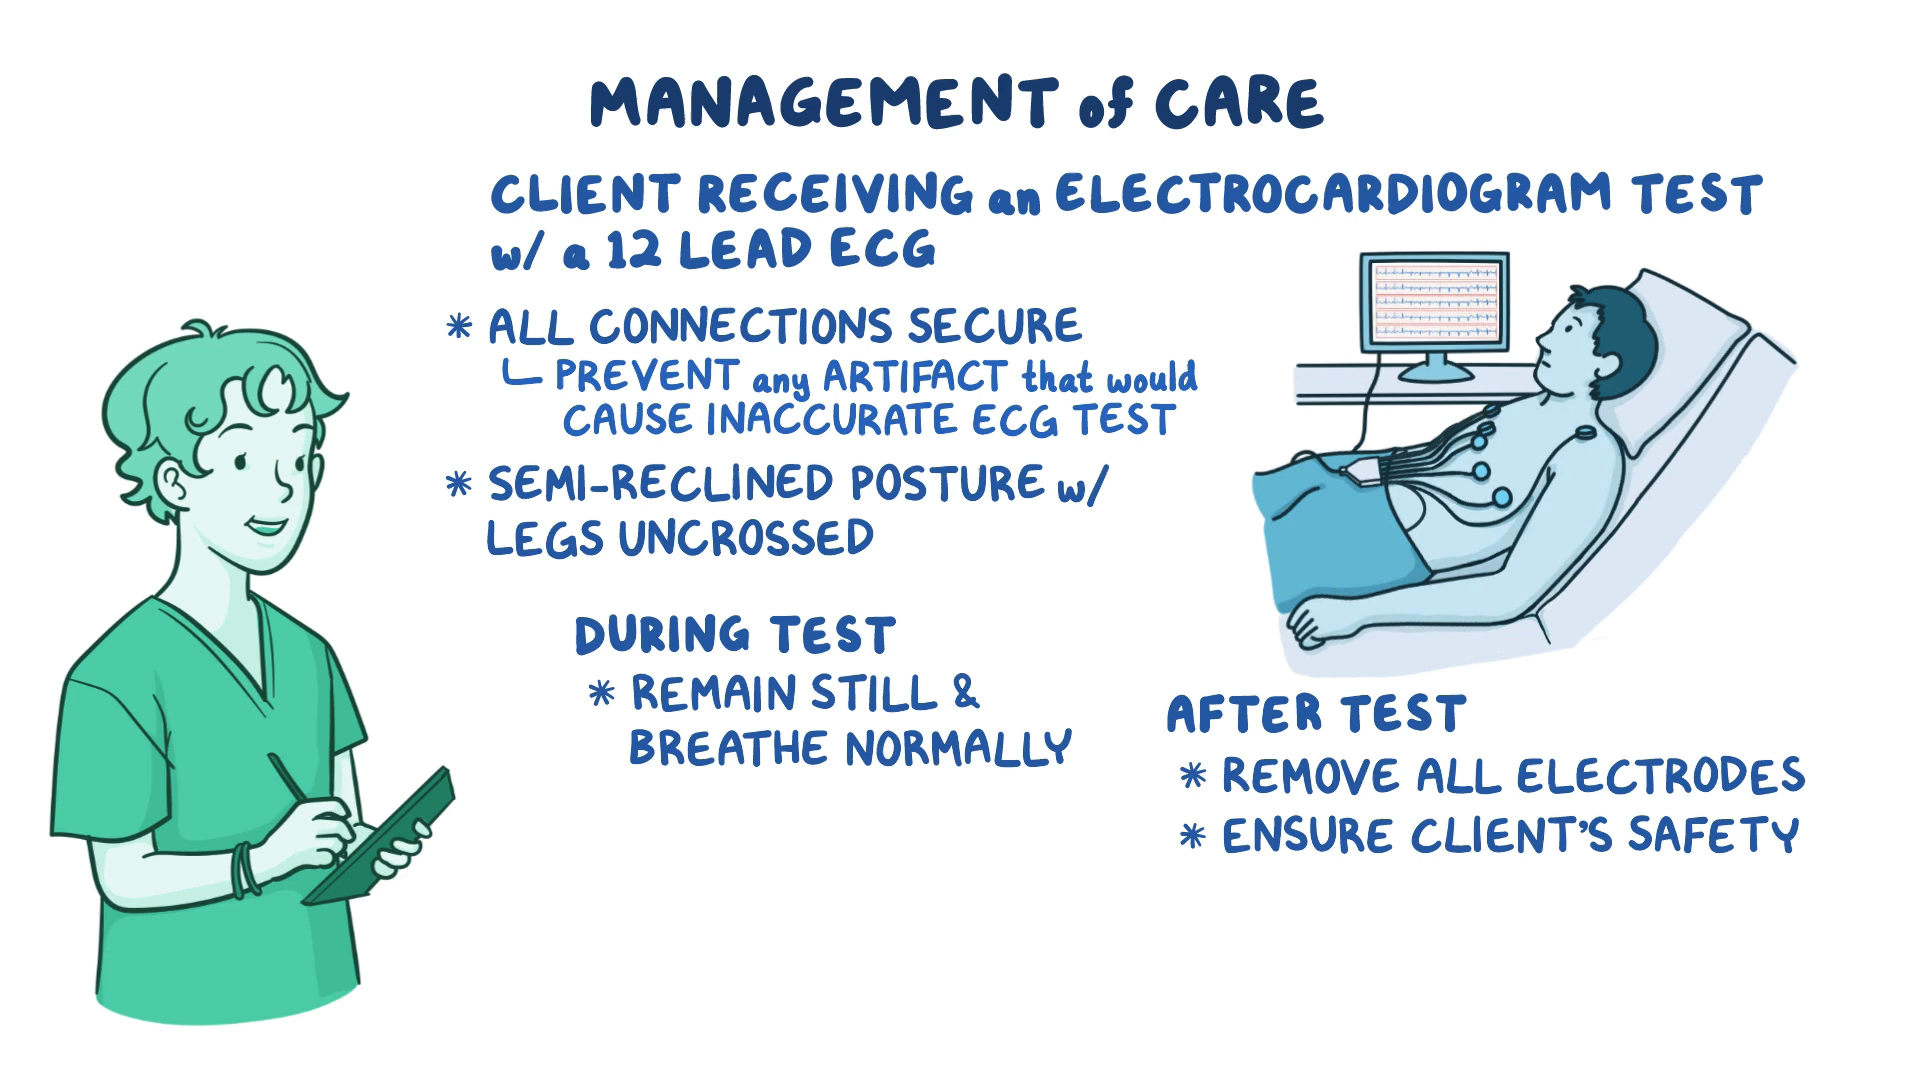 MANAGEMENT of CARE
CLIENT RECEIVING an ELECTROCARDIOGRAM TEST
w/ a 12 LEAD ECG
* ALL CONNECTIONS SECURE
PREVENT any ARTIFACT that would
CAUSE INACCURATE ECG TEST
* SEMI-RECLINED POSTURE w/
LEGS UNCROSSED
DURING TEST
* REMAIN STILL &
BREATHE NORMALLY
AFTER TEST
* REMOVE ALL ELECTRODES
* ENSURE CLIENT'S SAFETY